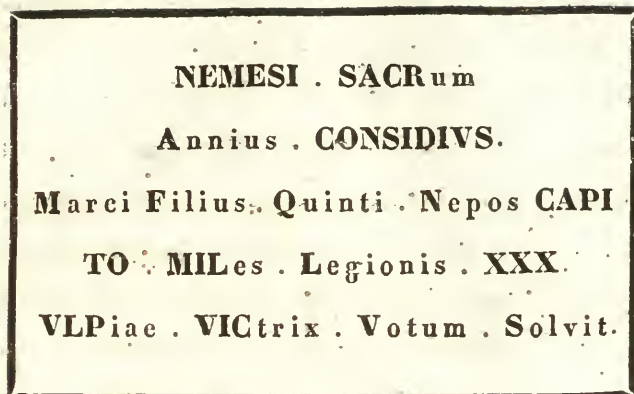 NEMESI . SACRum
Annius . CONSIDIVS.
Marci Filius. Quinti . Nepos CAPI
TO . MILes . Legionis . XXX.
VLPiae . VICtrix . Votum . Solvit.